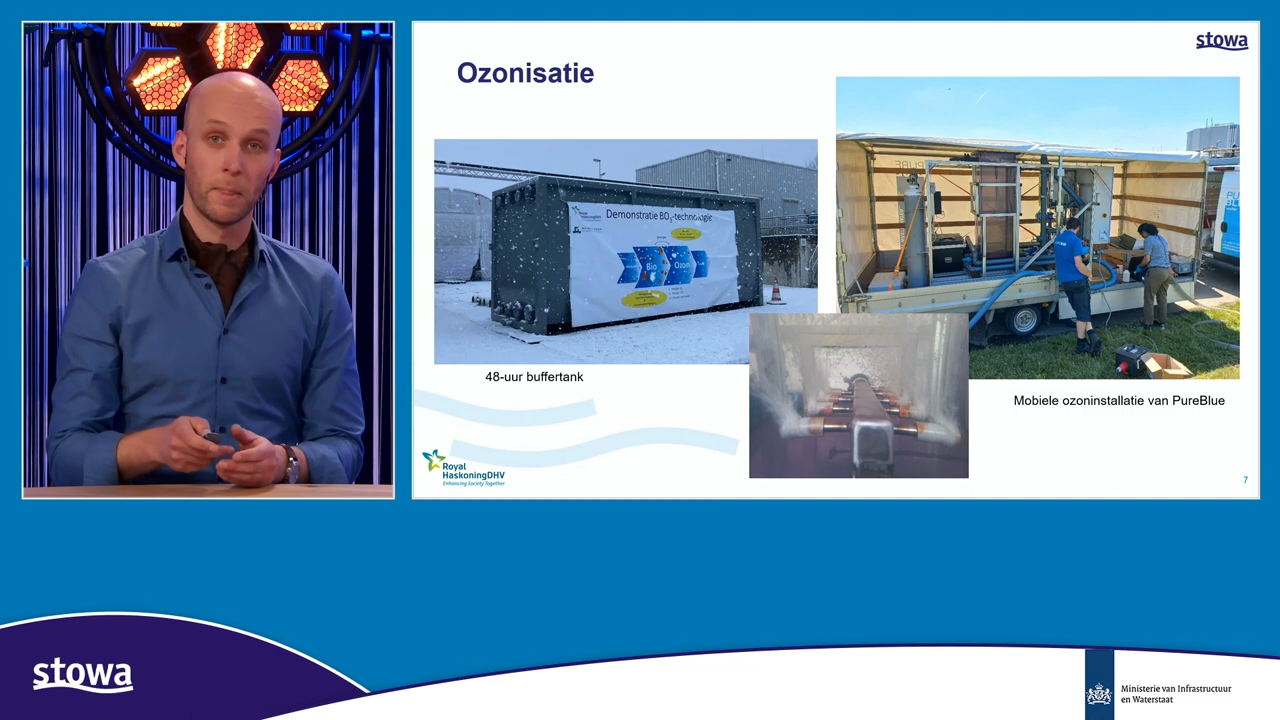 stowa
Ozonisatie
Demonstratie BO3-technologie
Bio
Ozon
PURE
48-uur buffertank
Mobiele ozoninstallatie van PureBlue
Royal
HaskoningDHV
Enhancing Society Together
7
stowa
Ministerie van Infrastructuur
en Waterstaat